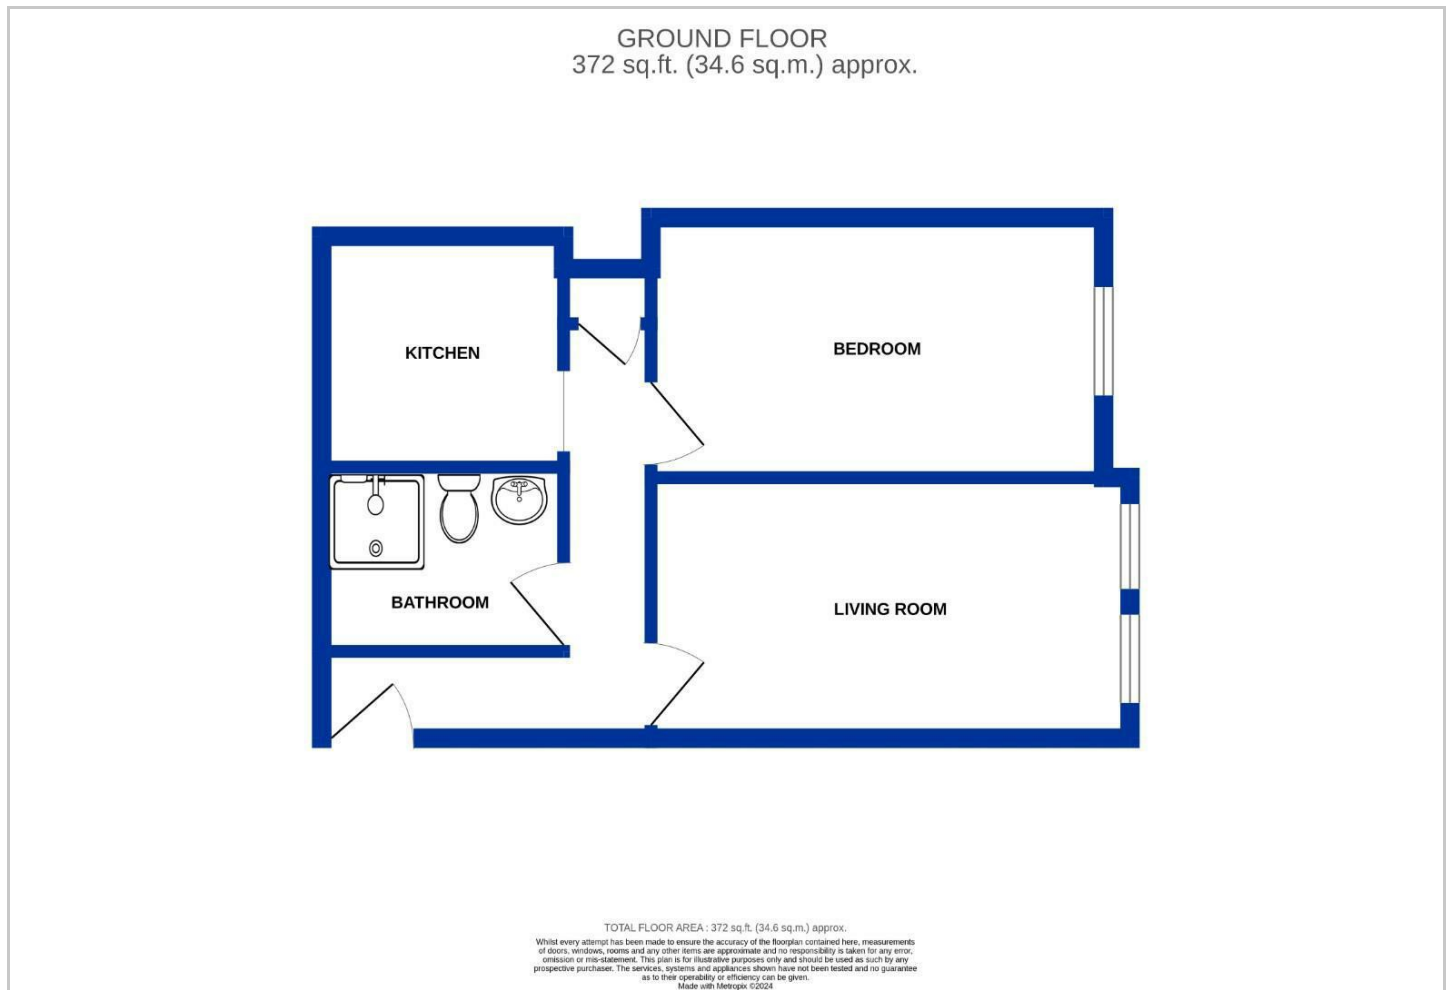 GROUND FLOOR
372 sq.ft. (34.6 sq.m.) approx.
KITCHEN
BEDROOM
BATHROOM
LIVING ROOM
TOTAL FLOOR AREA : 372 sq.ft. (34.6 sq.m.) approx.
Whilst every attempt has been made to ensure the accuracy of the floorplan contained here, measurements
of doors, windows, rooms and any other items are approximate and no responsibility is taken for any error,
omission or mis-statement. This plan is for illustrative purposes only and should be used as such by any
prospective purchaser. The services, systems and appliances shown have not been tested and no guarantee
as to their operability or efficiency can be given.
Made with Metropix ©2024